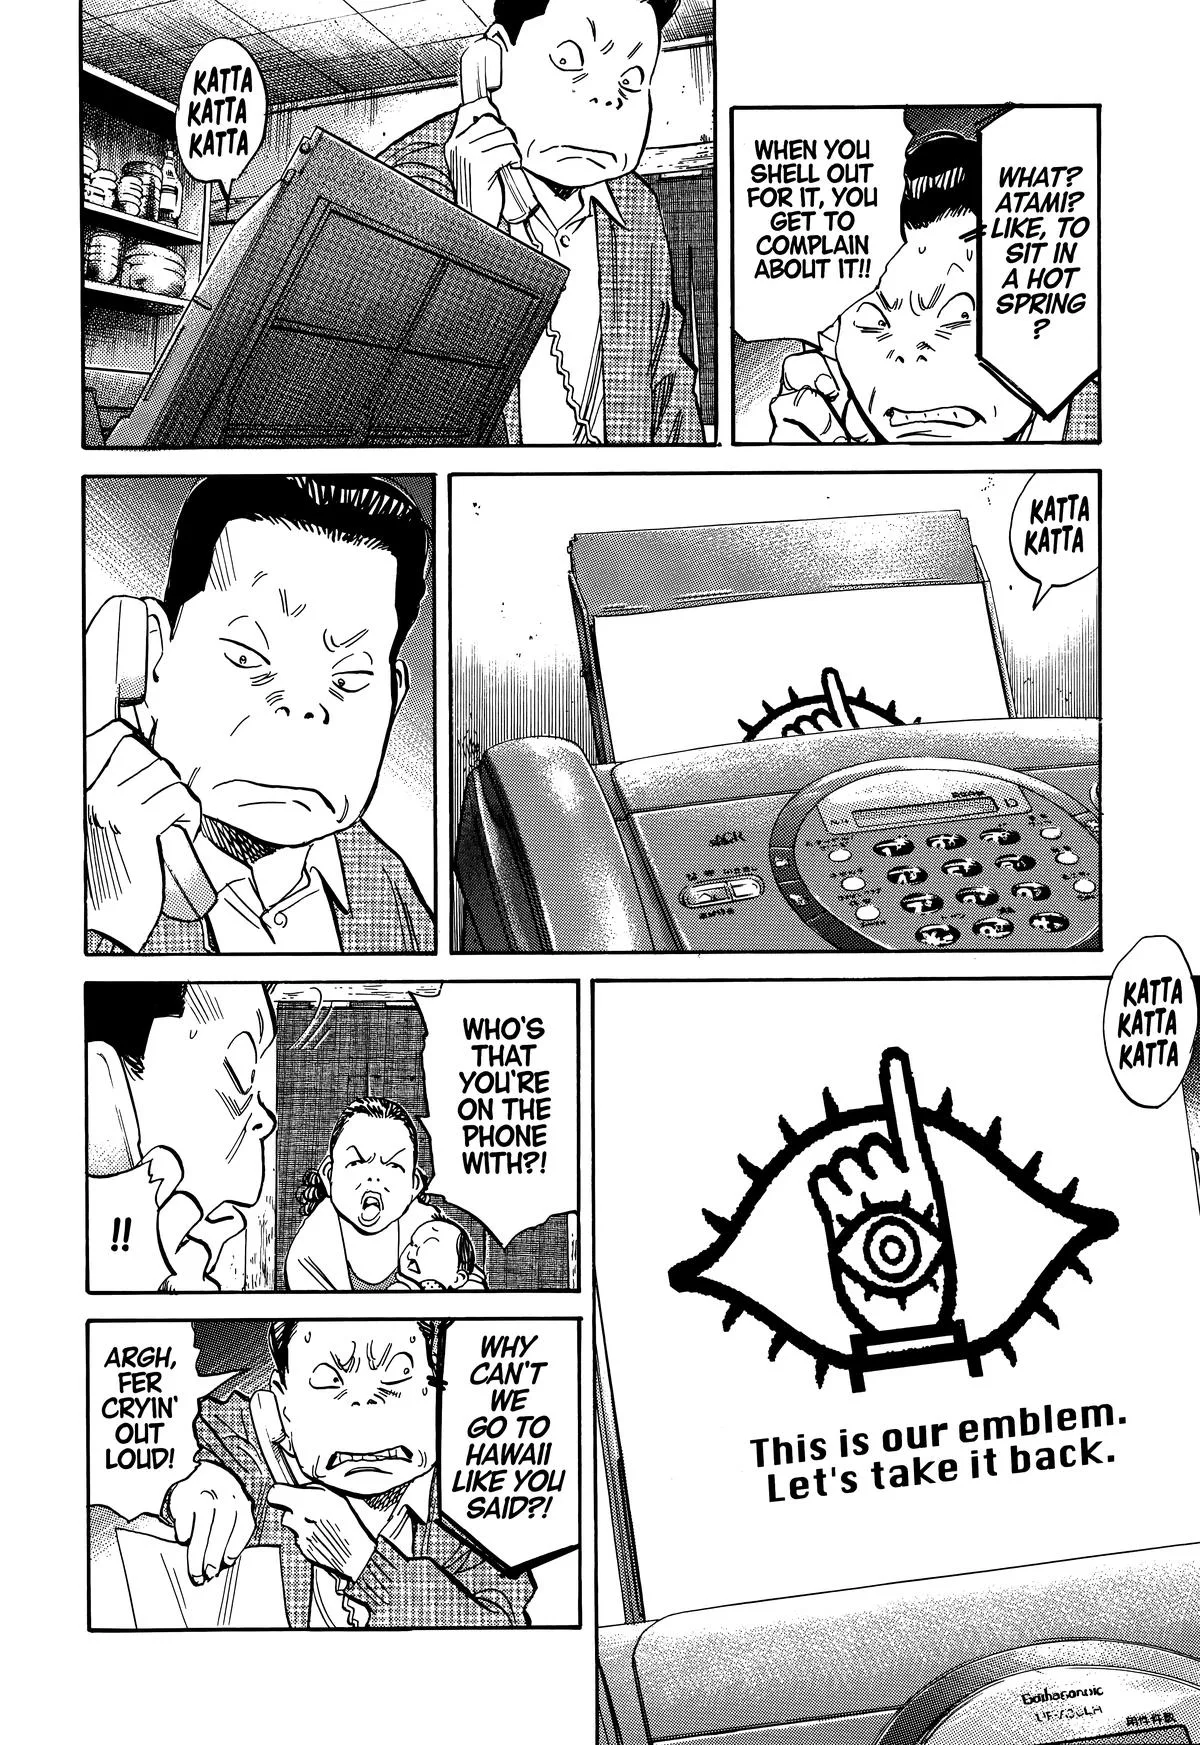 WHAT?
ATAMI?
LIKE, TO
SIT IN
A HOT
SPRING
?
WHEN YOU
SHELL OUT
FOR IT, YOU
GET TO
COMPLAIN
ABOUT IT!!
KATTA
KATTA
KATTA
KATTA
KATTA
KATTA
KATTA
KATTA
This is our emblem.
Let's take it back.
WHO'S
THAT
YOU'RE
ON THE
PHONE
WITH?!
!!
WHY
CAN'T
WE
GO TO
HAWAII
LIKE YOU
SAID?!
ARGH,
FER
CRYIN'
OUT
LOUD!